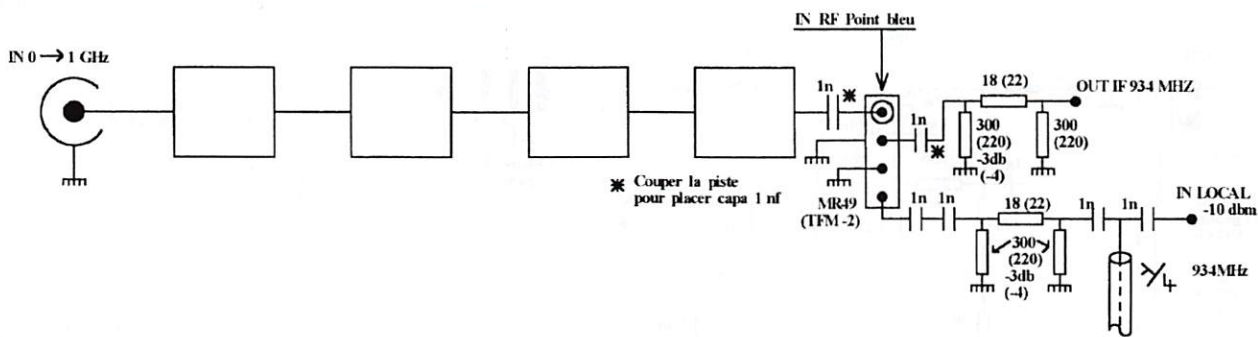 IN RF Point bleu
IN 0 → 1 GHz
1n
✳
18 (22)
OUT IF 934 MHZ
1n
✳
300
(220)
-3db
(-4)
300
(220)
✳ Couper la piste
pour placer capa 1 nf
MR49
(TFM-2)
1n
1n
18 (22)
1n
1n
IN LOCAL
-10 dbm
300
(220)
-3db
(-4)
λ/4
934MHz